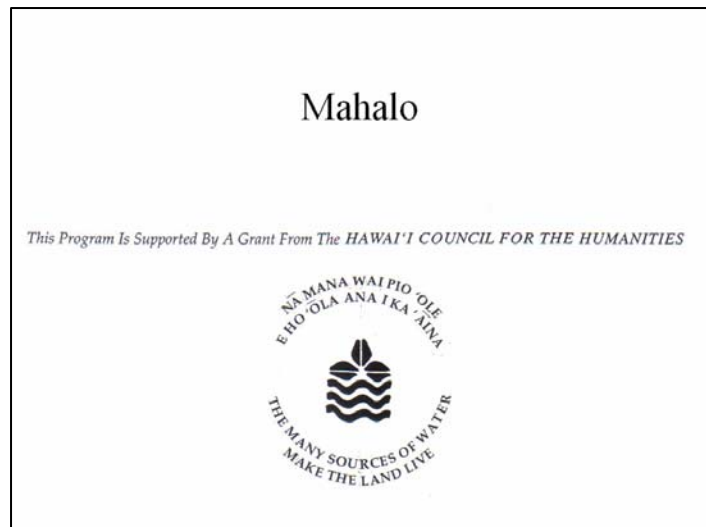 Mahalo
This Program Is Supported By A Grant From The HAWAI‘I COUNCIL FOR THE HUMANITIES
NĀ MANA WAI PIO ‘OLE
E HO ‘ŌLA ANA I KA ‘ĀINA
THE MANY SOURCES OF WATER
MAKE THE LAND LIVE